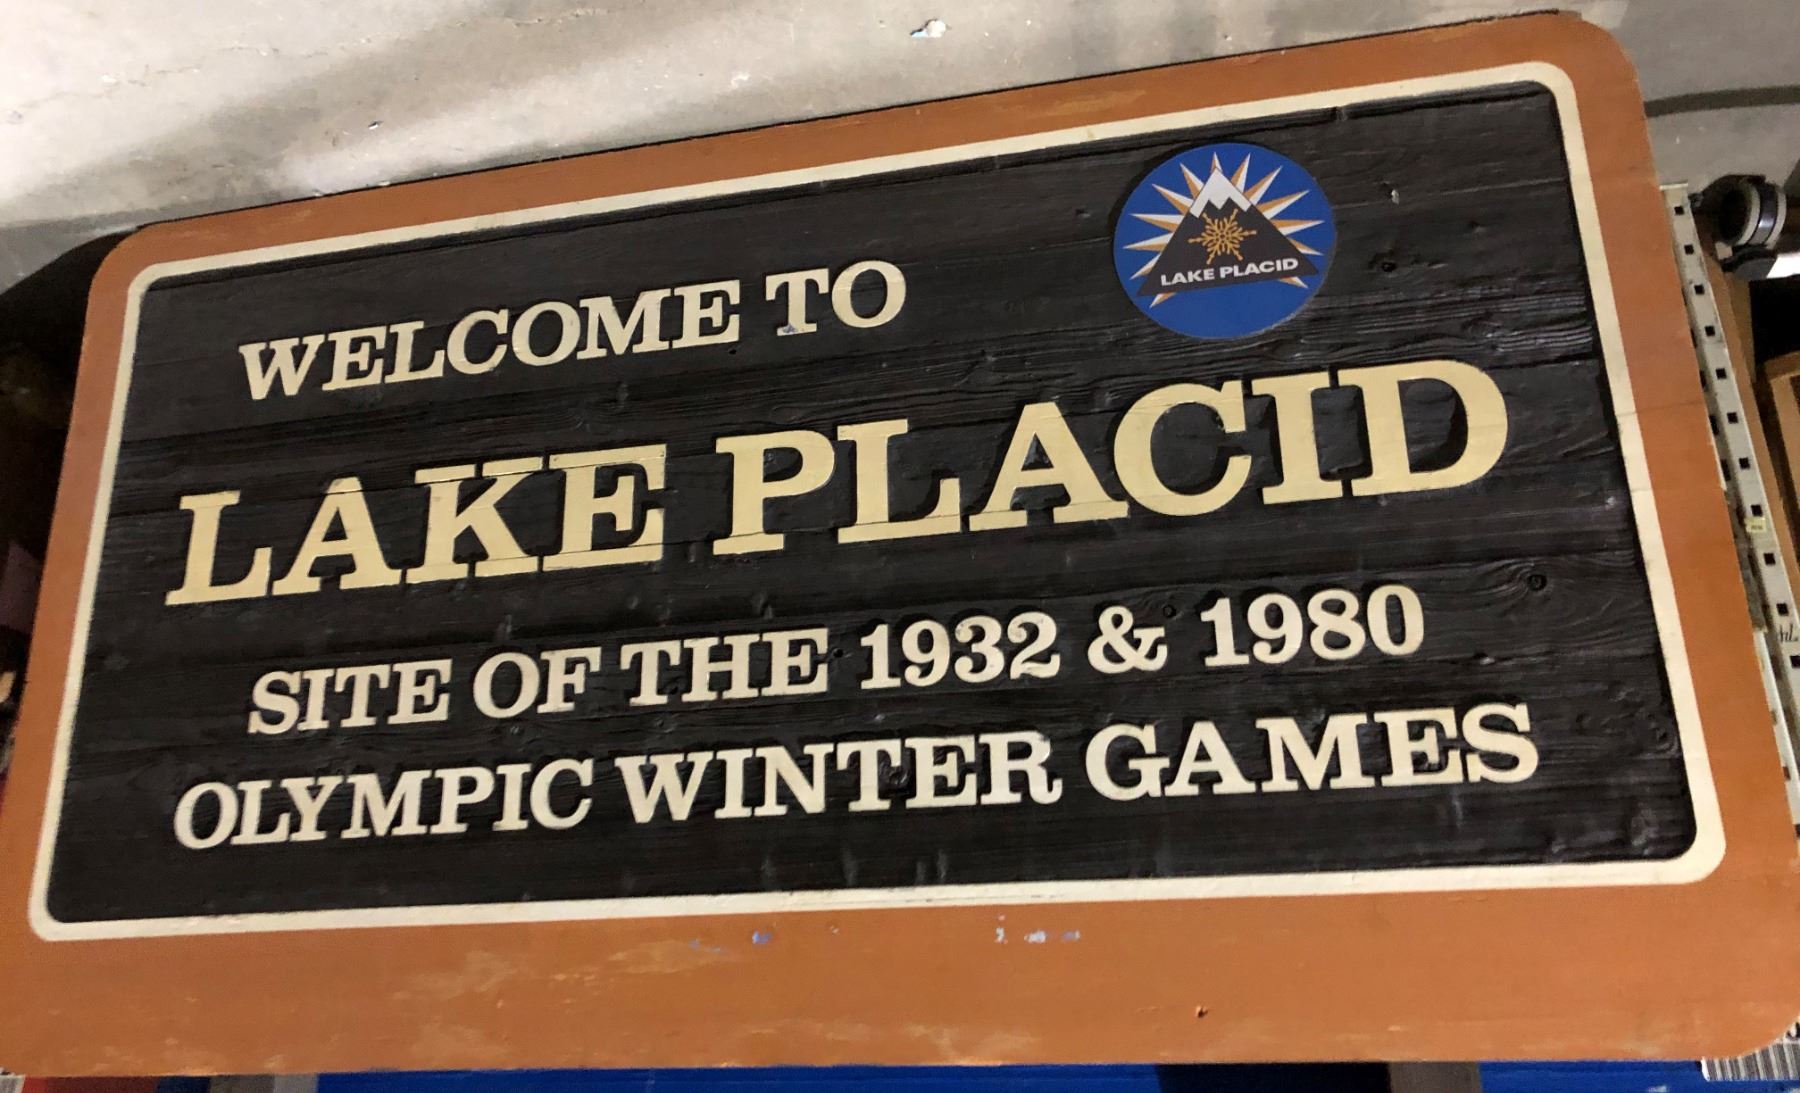 LAKE PLACID
WELCOME TO
LAKE PLACID
SITE OF THE 1932 & 1980
OLYMPIC WINTER GAMES